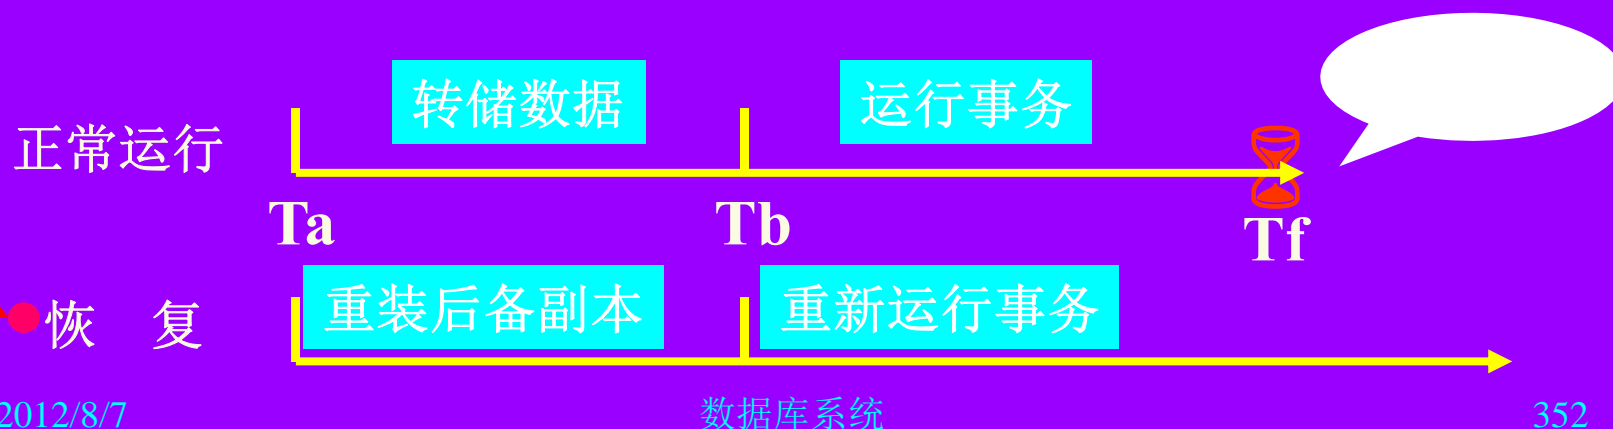 转储数据 运行事务
正常运行
Ta Tb Tf
重装后备副本 重新运行事务
恢 复
2012/8/7 数据库系统 352